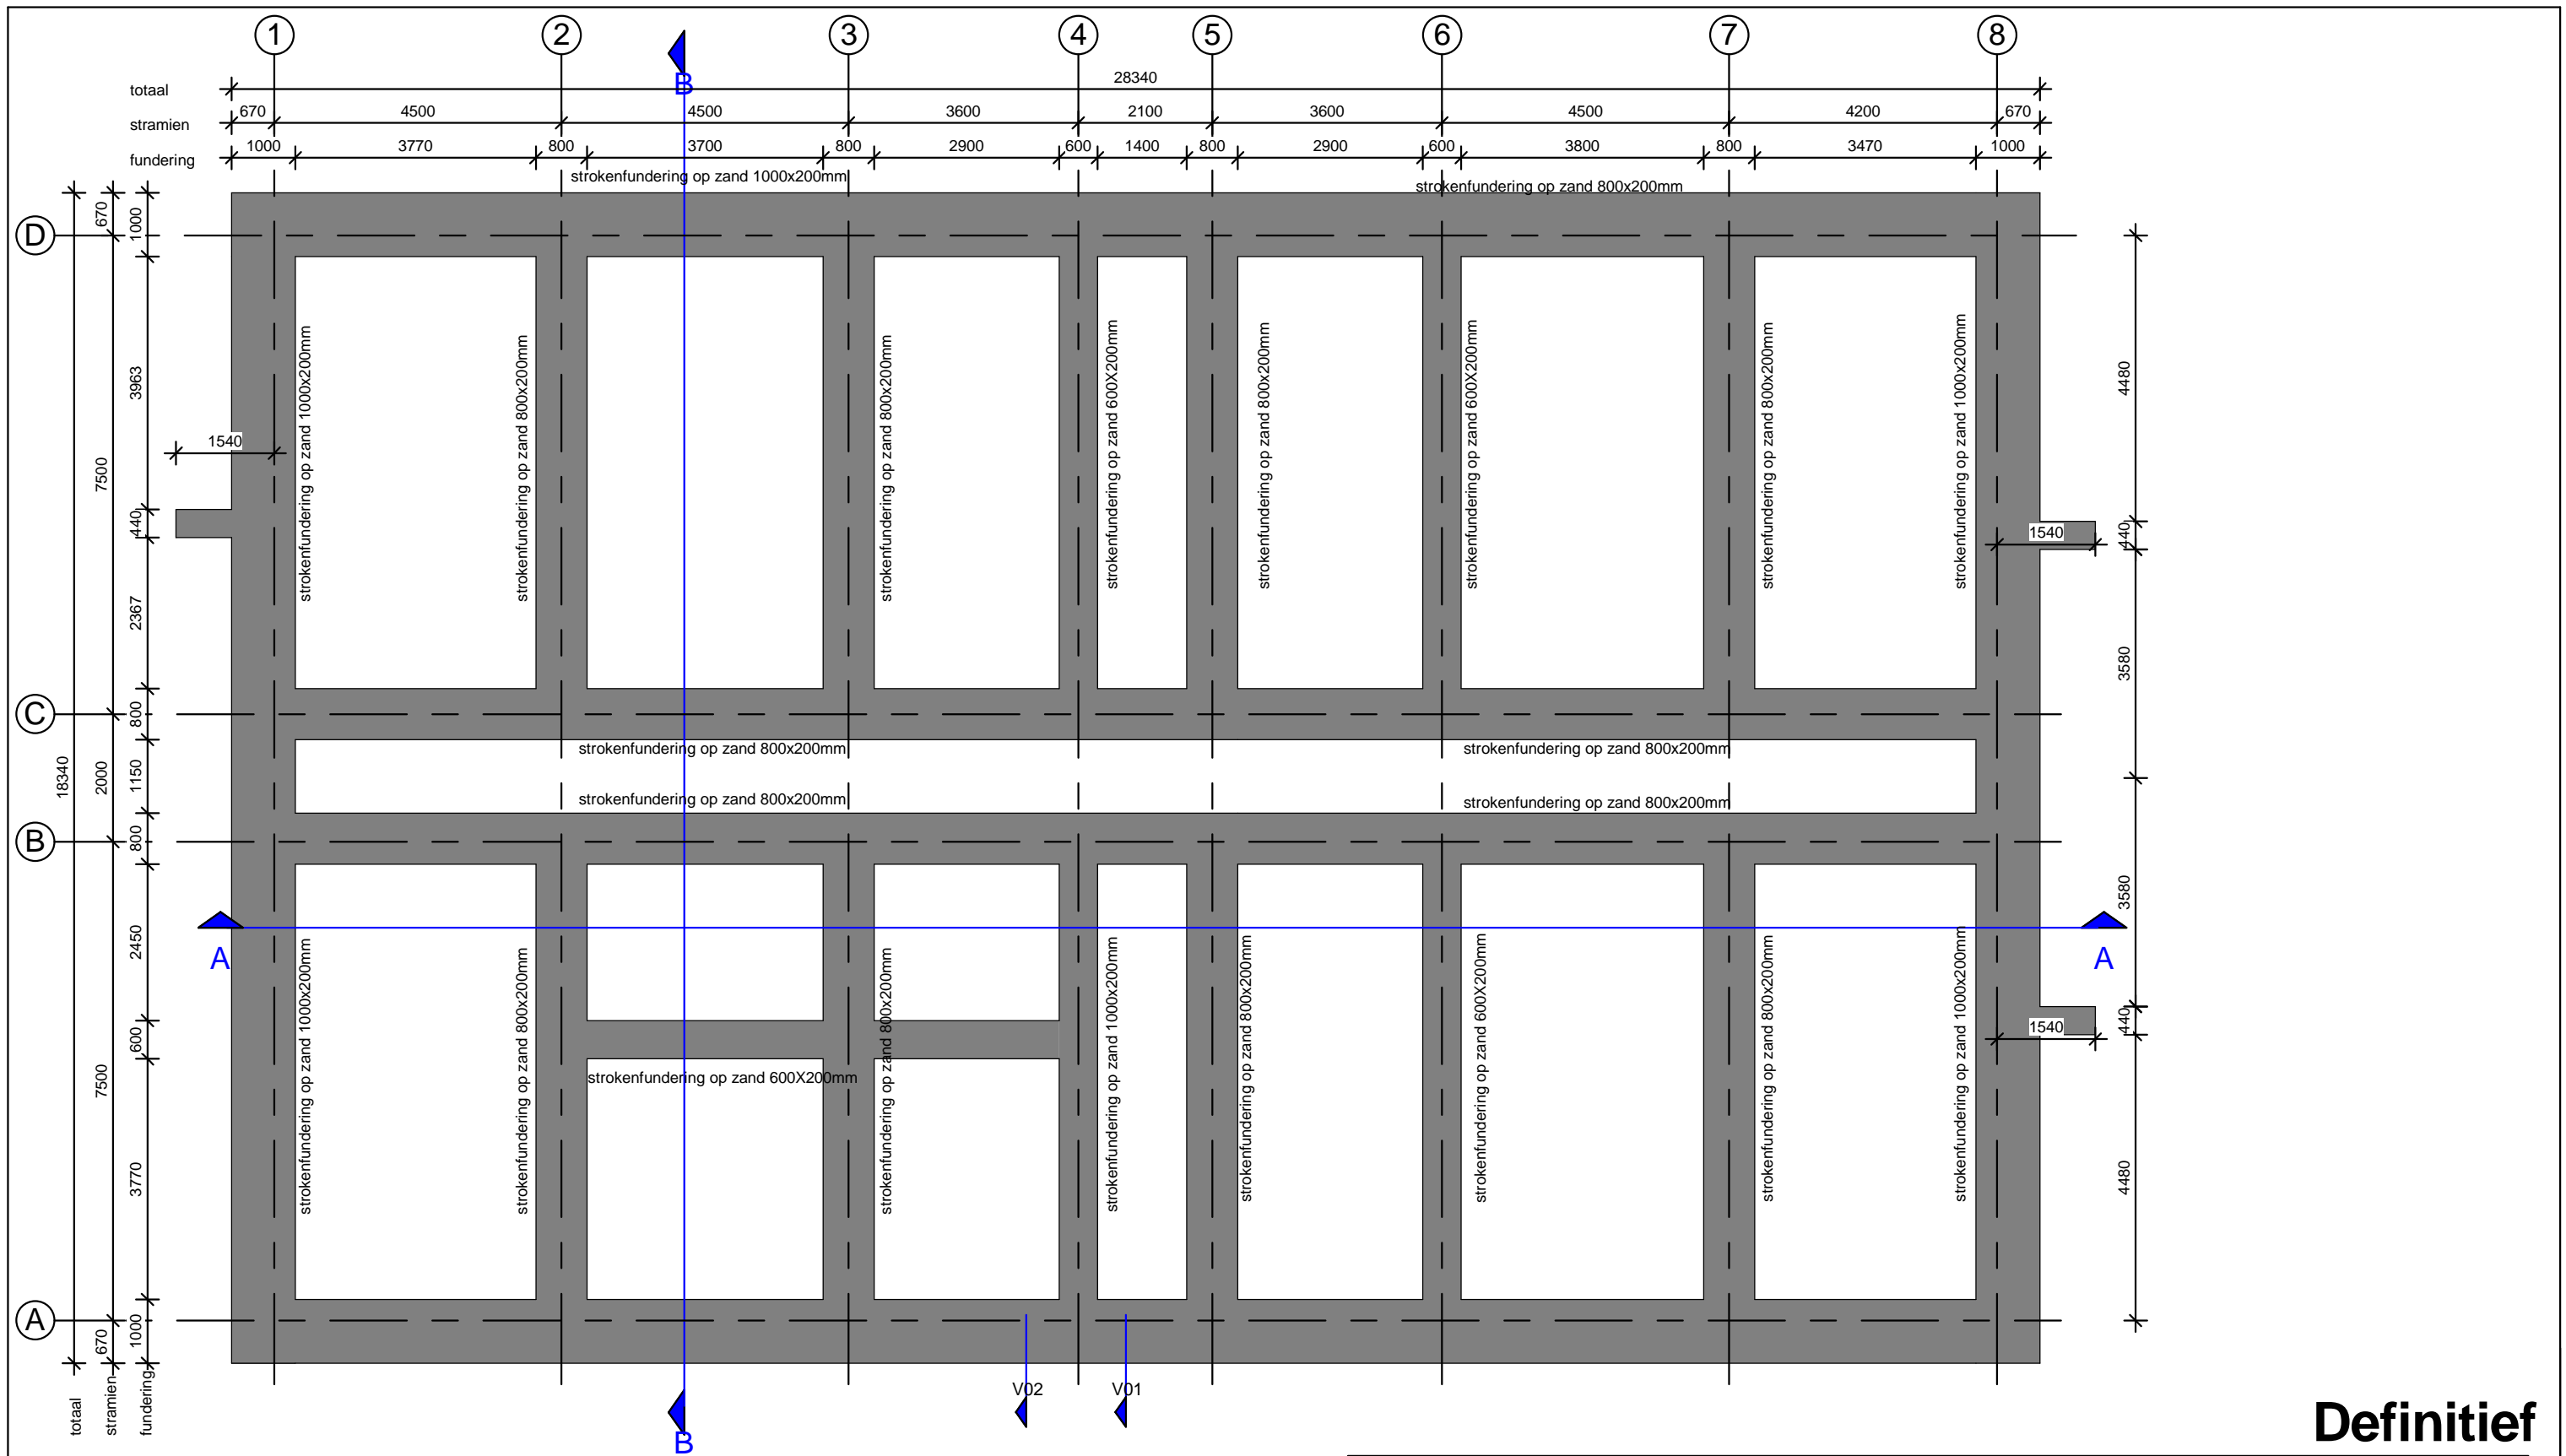 1 2 3 4 5 6 7 8
B
totaal 28340
stramien 670 4500 4500 3600 2100 3600 4500 4200 670
fundering 1000 3770 800 3700 800 2900 600 1400 800 2900 600 3800 800 3470 1000
strokenfundering op zand 1000x200mm
strokenfundering op zand 800x200mm
D
C
B
A
18340
totaal
670
7500
2000
7500
670
stramien
1000
3963
440
2367
800
1150
800
2450
600
3770
1000
fundering
1540
strokenfundering op zand 1000x200mm
strokenfundering op zand 800x200mm
strokenfundering op zand 800x200mm
strokenfundering op zand 600X200mm
strokenfundering op zand 800x200mm
strokenfundering op zand 600X200mm
strokenfundering op zand 800x200mm
strokenfundering op zand 1000x200mm
1540
4480
440
3580
3580
440
4480
strokenfundering op zand 800x200mm
strokenfundering op zand 800x200mm
strokenfundering op zand 800x200mm
strokenfundering op zand 800x200mm
A
A
strokenfundering op zand 1000x200mm
strokenfundering op zand 800x200mm
strokenfundering op zand 800x200mm
strokenfundering op zand 1000x200mm
strokenfundering op zand 800x200mm
strokenfundering op zand 600X200mm
strokenfundering op zand 800x200mm
strokenfundering op zand 1000x200mm
1540
strokenfundering op zand 600X200mm
V02
V01
B
Definitief